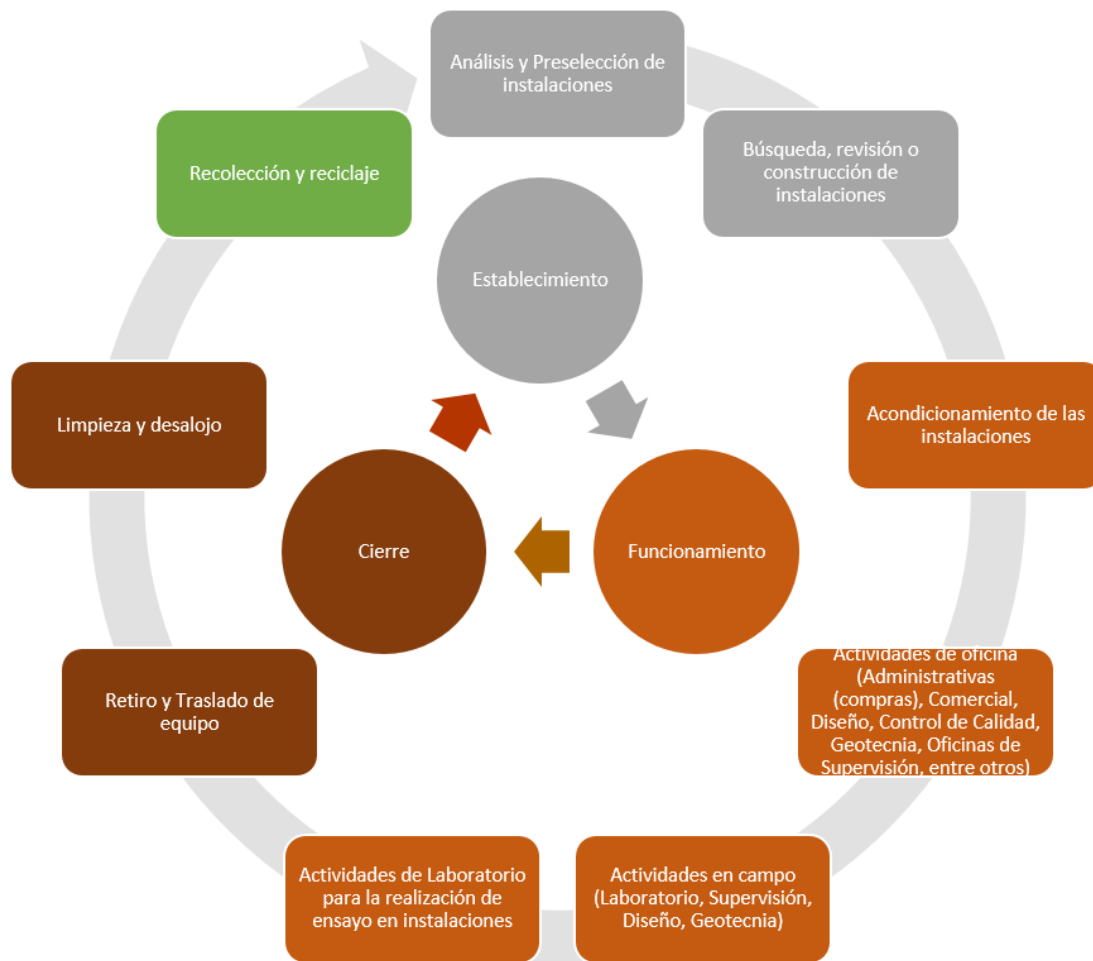 Análisis y Preselección de
instalaciones
Búsqueda, revisión o
construcción de
instalaciones
Acondicionamiento de las
instalaciones
Actividades de oficina
(Administrativas
(compras), Comercial,
Diseño, Control de Calidad,
Geotecnia, Oficinas de
Supervisión, entre otros)
Actividades en campo
(Laboratorio, Supervisión,
Diseño, Geotecnia)
Actividades de Laboratorio
para la realización de
ensayo en instalaciones
Retiro y Traslado de
equipo
Limpieza y desalojo
Recolección y reciclaje
Establecimiento
Funcionamiento
Cierre